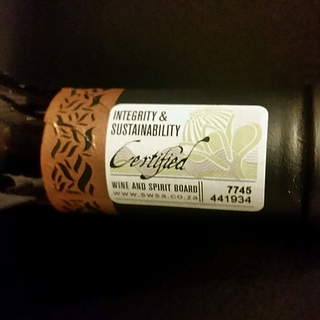 INTEGRITY &
SUSTAINABILITY
Certified
WINE AND SPIRIT BOARD
www.swsa.co.za
7745
441934